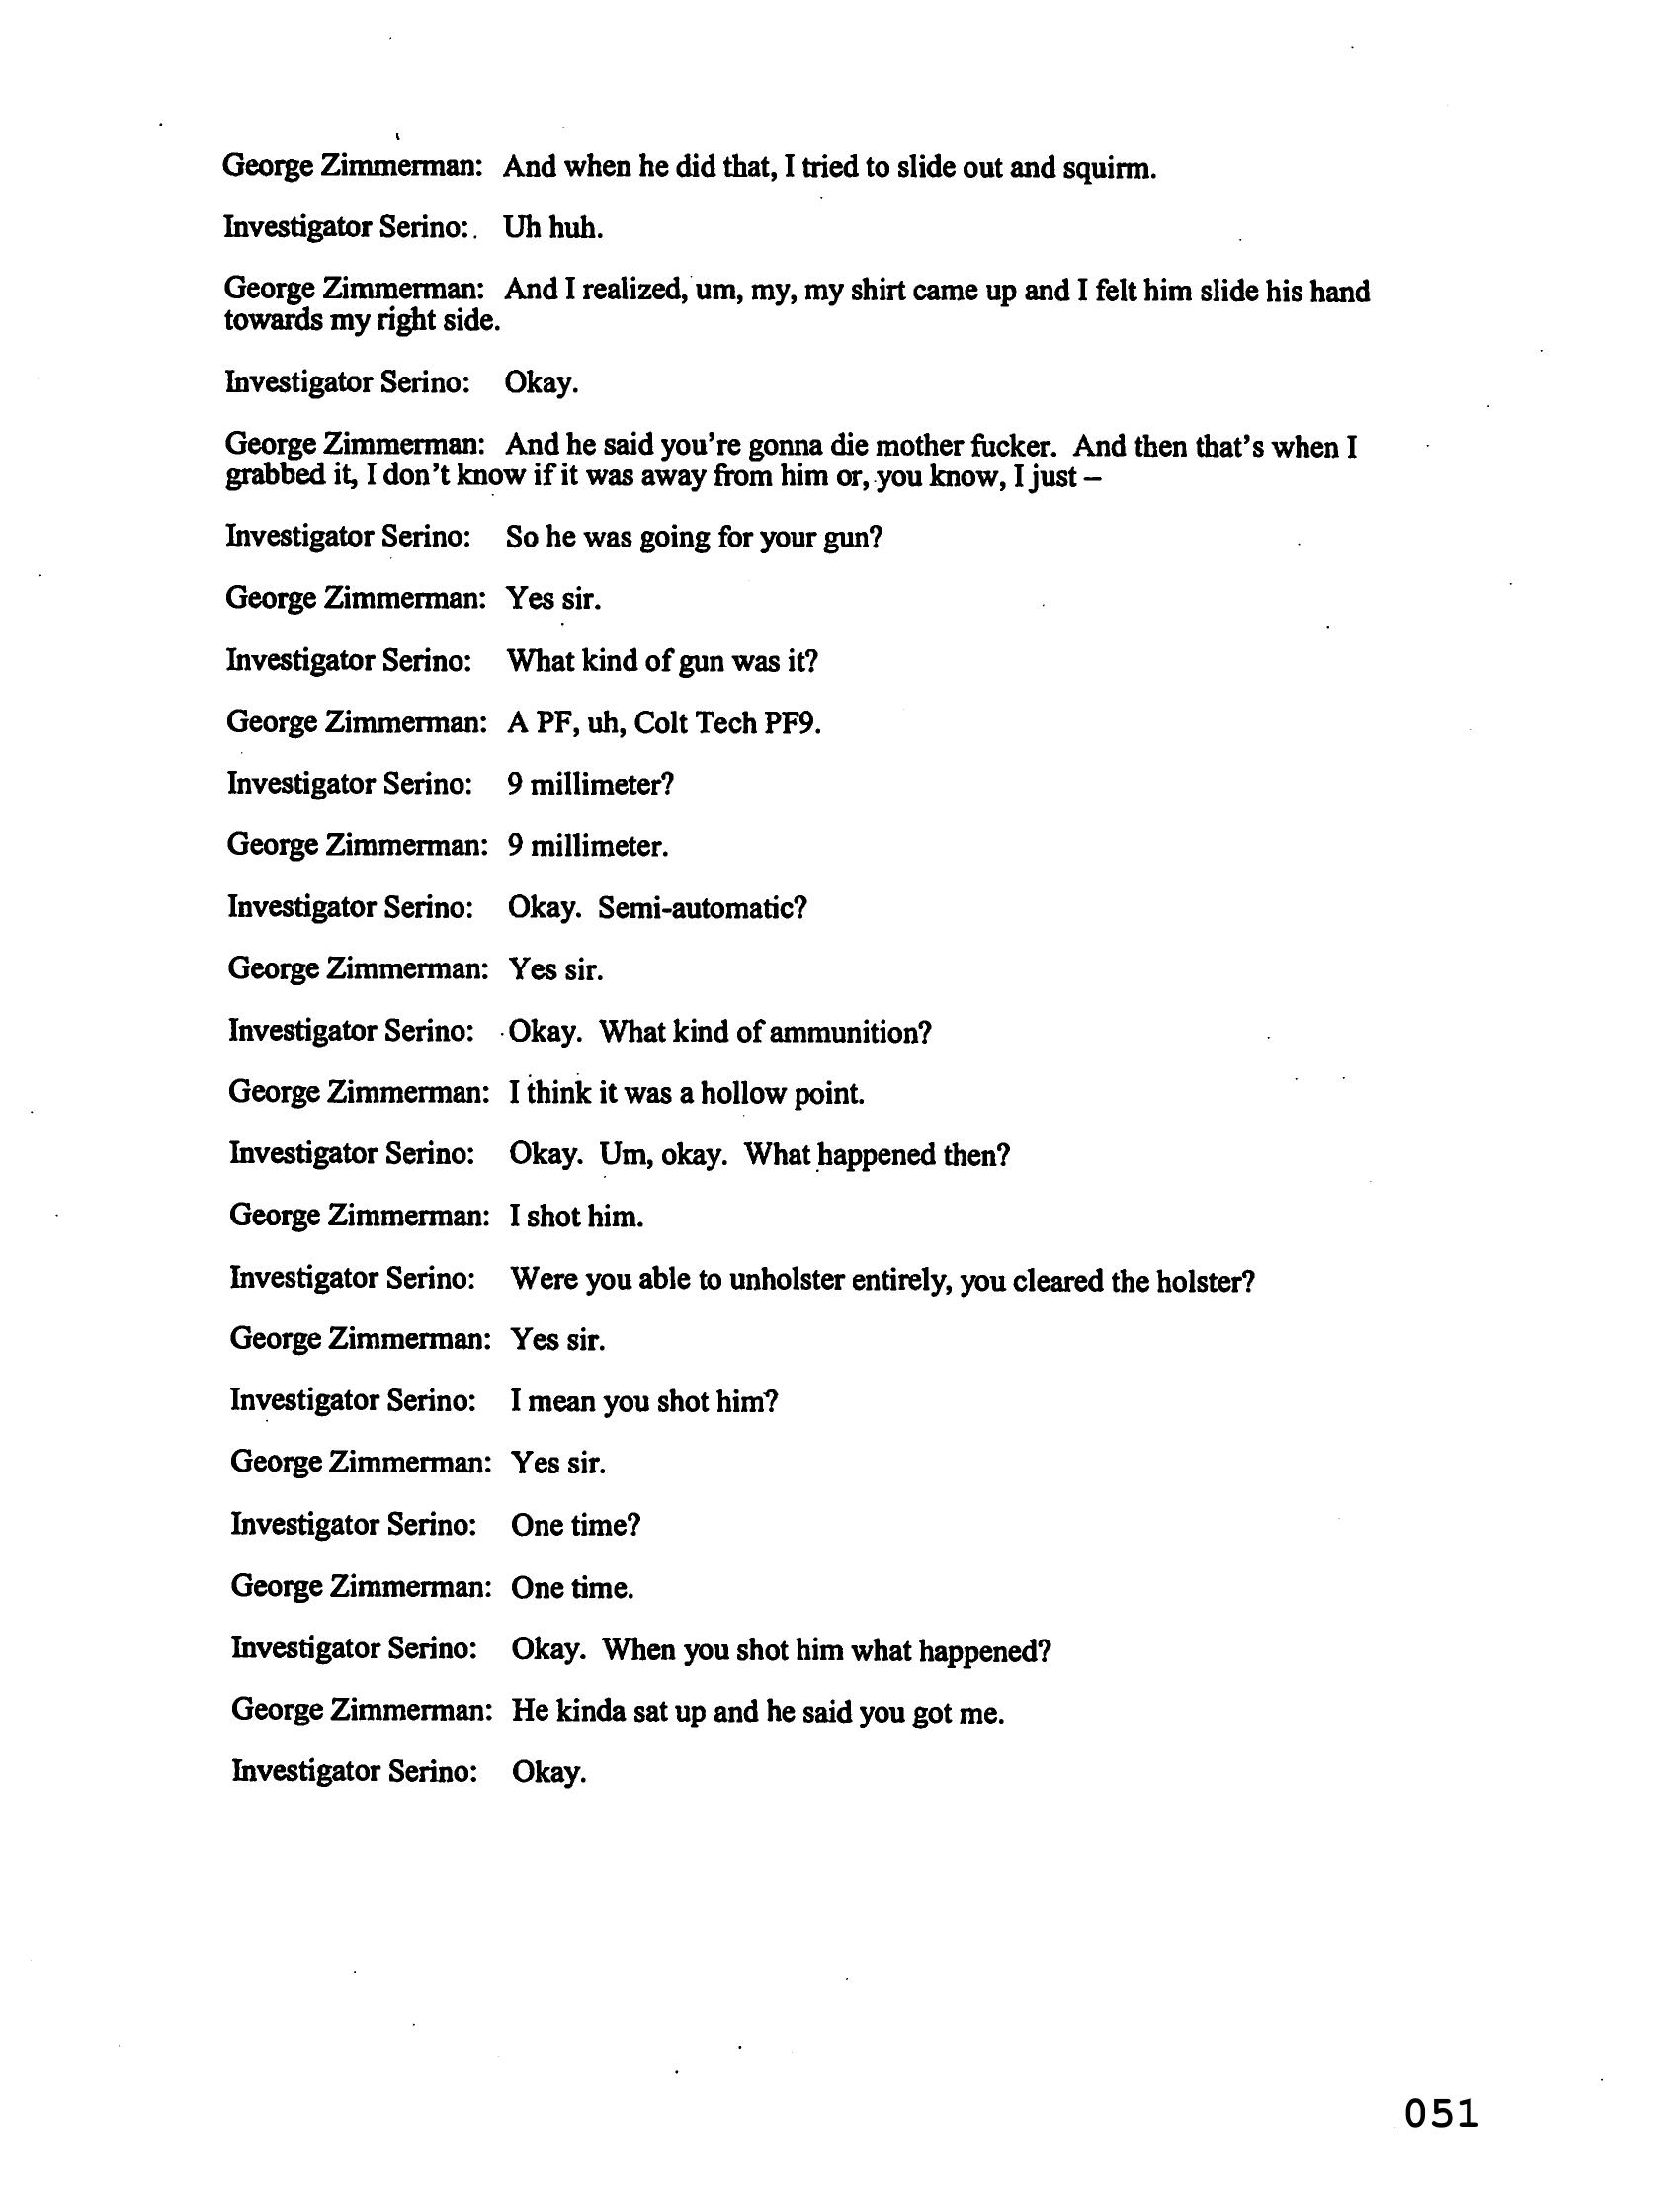 George Zimmerman: And when he did that, I tried to slide out and squirm.
Investigator Serino: Uh huh.
George Zimmerman: And I realized, um, my, my shirt came up and I felt him slide his hand
towards my right side.
Investigator Serino: Okay.
George Zimmerman: And he said you're gonna die mother fucker. And then that's when I
grabbed it, I don't know if it was away from him or, you know, I just –
Investigator Serino: So he was going for your gun?
George Zimmerman: Yes sir.
Investigator Serino: What kind of gun was it?
George Zimmerman: A PF, uh, Colt Tech PF9.
Investigator Serino: 9 millimeter?
George Zimmerman: 9 millimeter.
Investigator Serino: Okay. Semi-automatic?
George Zimmerman: Yes sir.
Investigator Serino: Okay. What kind of ammunition?
George Zimmerman: I think it was a hollow point.
Investigator Serino: Okay. Um, okay. What happened then?
George Zimmerman: I shot him.
Investigator Serino: Were you able to unholster entirely, you cleared the holster?
George Zimmerman: Yes sir.
Investigator Serino: I mean you shot him?
George Zimmerman: Yes sir.
Investigator Serino: One time?
George Zimmerman: One time.
Investigator Serino: Okay. When you shot him what happened?
George Zimmerman: He kinda sat up and he said you got me.
Investigator Serino: Okay.
051